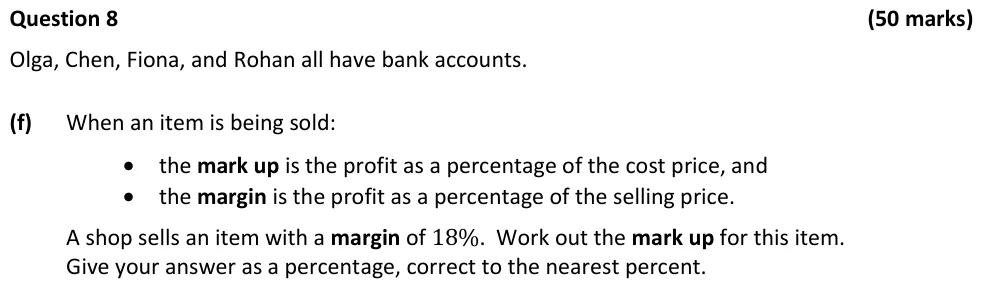 Question 8 (50 marks)
Olga, Chen, Fiona, and Rohan all have bank accounts.
(f) When an item is being sold:
• the mark up is the profit as a percentage of the cost price, and
• the margin is the profit as a percentage of the selling price.
A shop sells an item with a margin of 18%. Work out the mark up for this item.
Give your answer as a percentage, correct to the nearest percent.